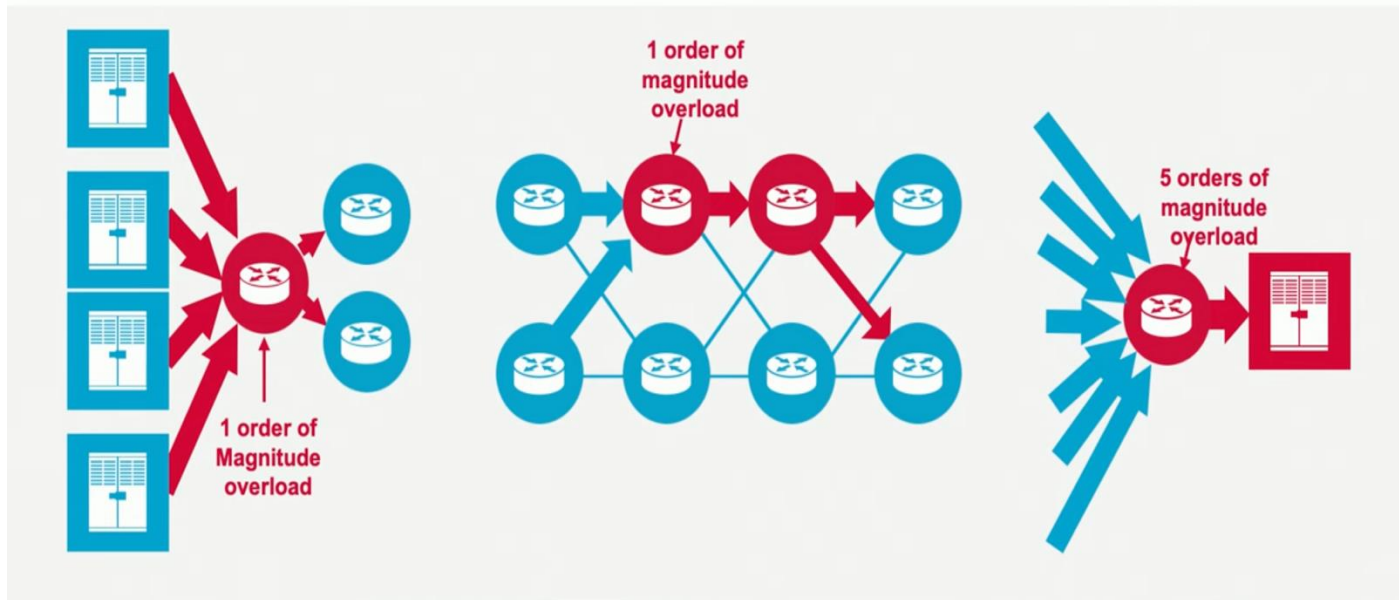 1 order of
Magnitude
overload
1 order of
magnitude
overload
5 orders of
magnitude
overload